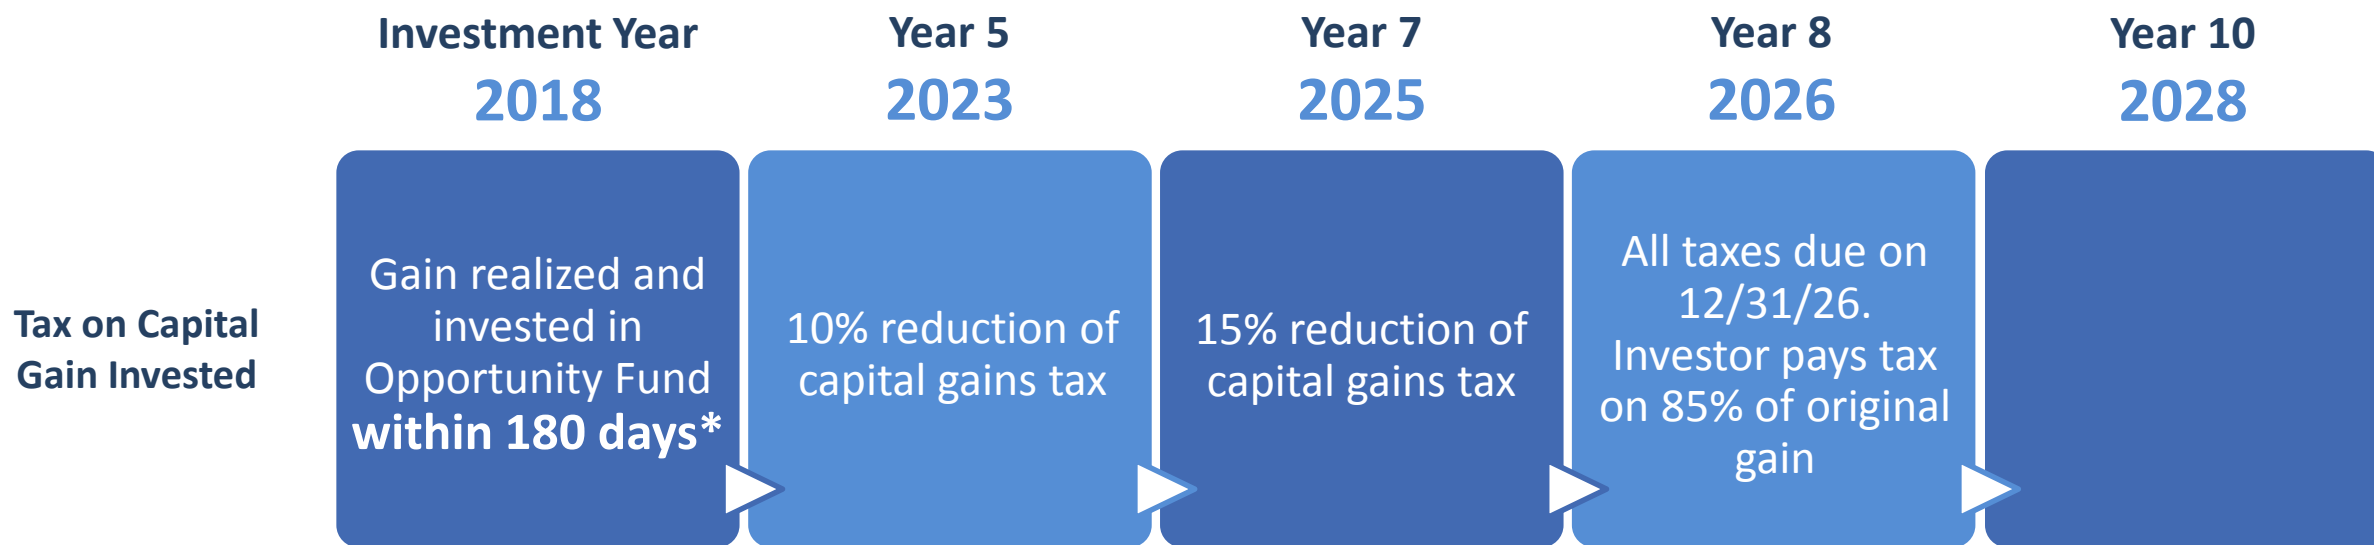 Investment Year
2018
Year 5
2023
Year 7
2025
Year 8
2026
Year 10
2028
Tax on Capital
Gain Invested
Gain realized and
invested in
Opportunity Fund
within 180 days*
10% reduction of
capital gains tax
15% reduction of
capital gains tax
All taxes due on
12/31/26.
Investor pays tax
on 85% of original
gain